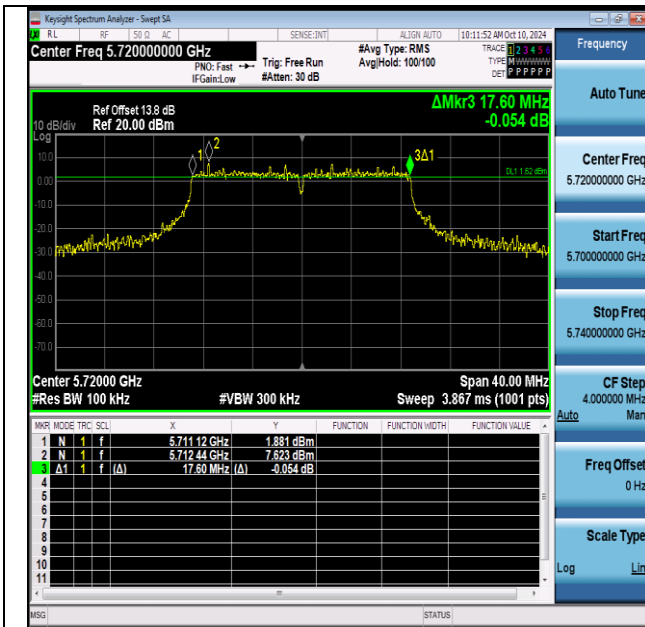 Keysight Spectrum Analyzer - Swept SA
LXI RL RF 50 Ω AC SENSE:INT ALIGN AUTO 10:11:52 AM Oct 10, 2024
Center Freq 5.720000000 GHz
#Avg Type: RMS
TRACE 1 2 3 4 5 6
PNO: Fast Trig: Free Run Avg|Hold: 100/100
TYPE M W W W W W
IFGain:Low #Atten: 30 dB
DET P P P P P P
ΔMkr3 17.60 MHz
-0.054 dB
Ref Offset 13.8 dB
10 dB/div Ref 20.00 dBm
Log
10.0
0.00
-10.0
-20.0
-30.0
-40.0
-50.0
-60.0
-70.0
1
2
3Δ1
DL1 1.62 dBm
Center 5.72000 GHz Span 40.00 MHz
#Res BW 100 kHz #VBW 300 kHz Sweep 3.867 ms (1001 pts)
MKR MODE TRC SCL X Y FUNCTION FUNCTION WIDTH FUNCTION VALUE
1 N 1 f 5.711 12 GHz 1.881 dBm
2 N 1 f 5.712 44 GHz 7.623 dBm
3 Δ1 1 f (Δ) 17.60 MHz (Δ) -0.054 dB
4
5
6
7
8
9
10
11
MSG STATUS
Frequency
Auto Tune
Center Freq
5.720000000 GHz
Start Freq
5.700000000 GHz
Stop Freq
5.740000000 GHz
CF Step
4.000000 MHz
Auto Man
Freq Offset
0 Hz
Scale Type
Log Lin